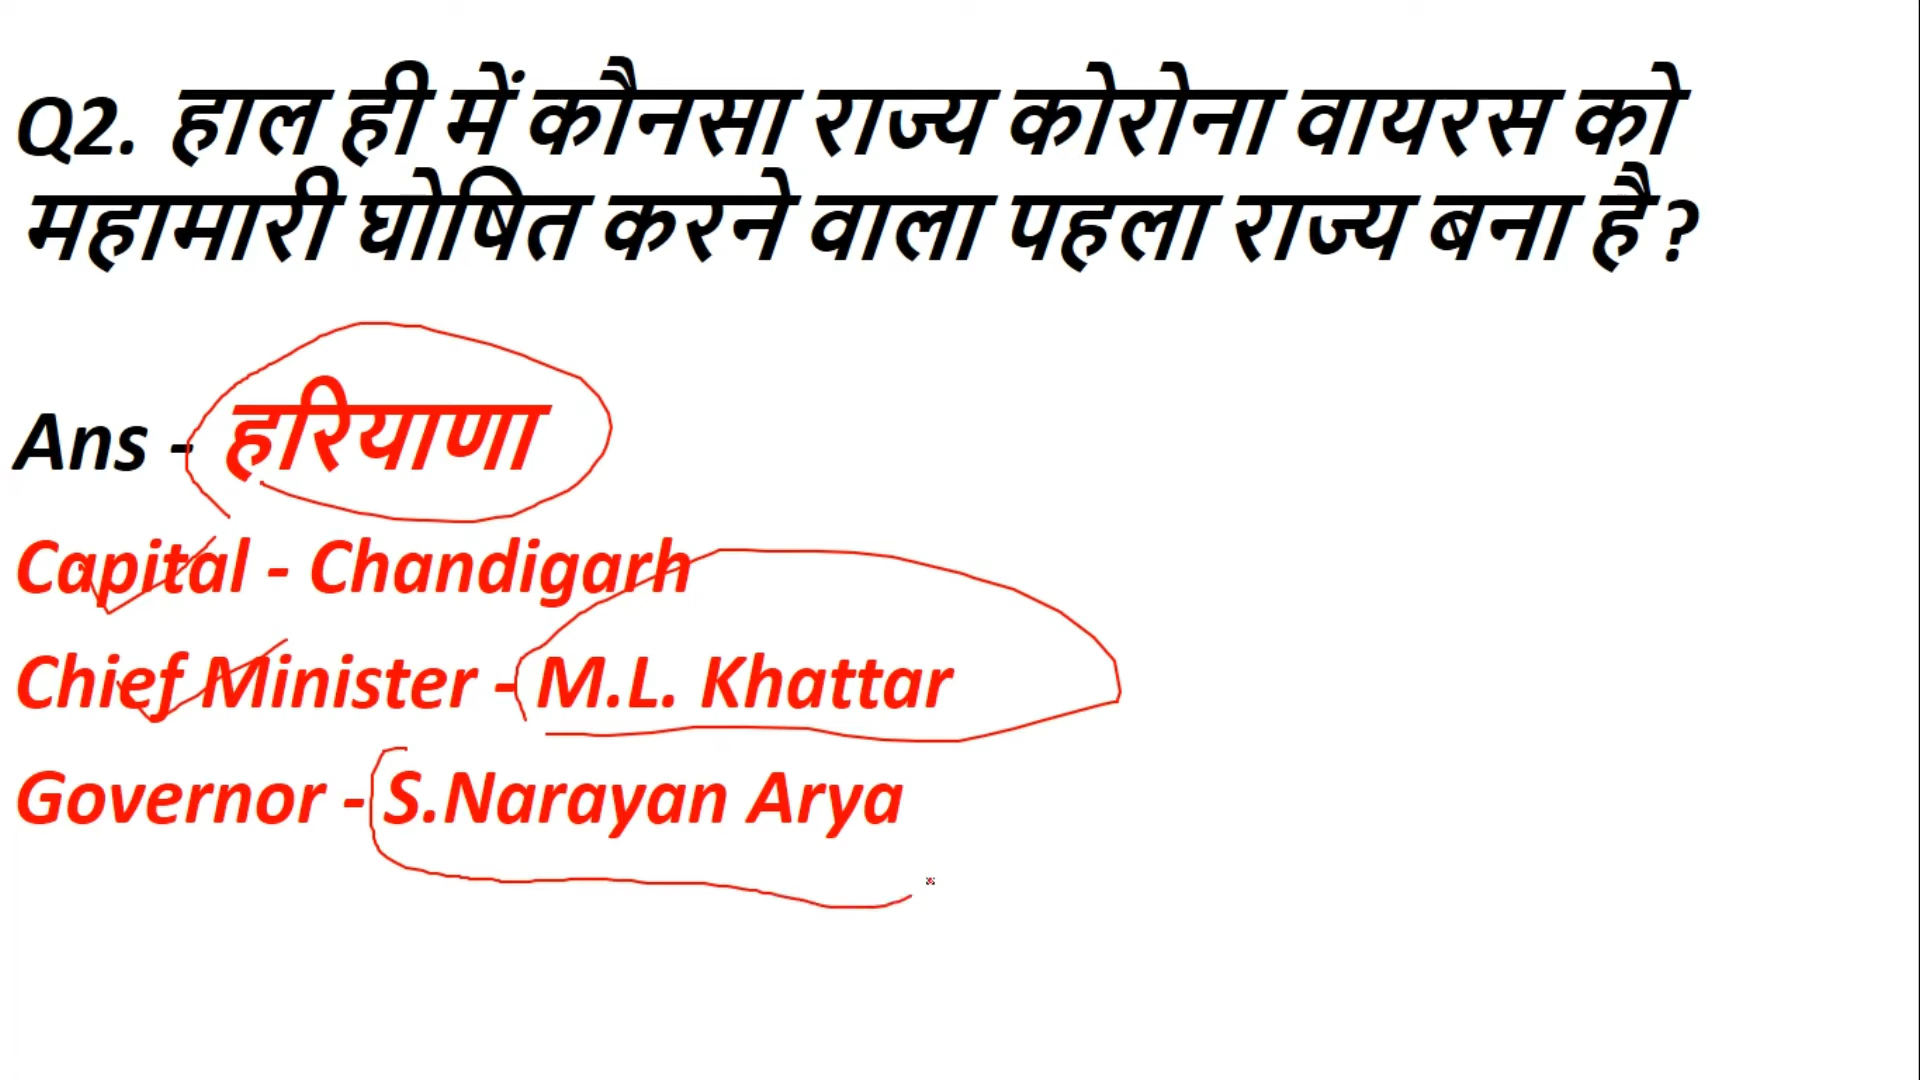 Q2. हाल ही में कौनसा राज्य कोरोना वायरस को
महामारी घोषित करने वाला पहला राज्य बना है ?
Ans - हरियाणा
Capital - Chandigarh
Chief Minister - M.L. Khattar
Governor - S.Narayan Arya